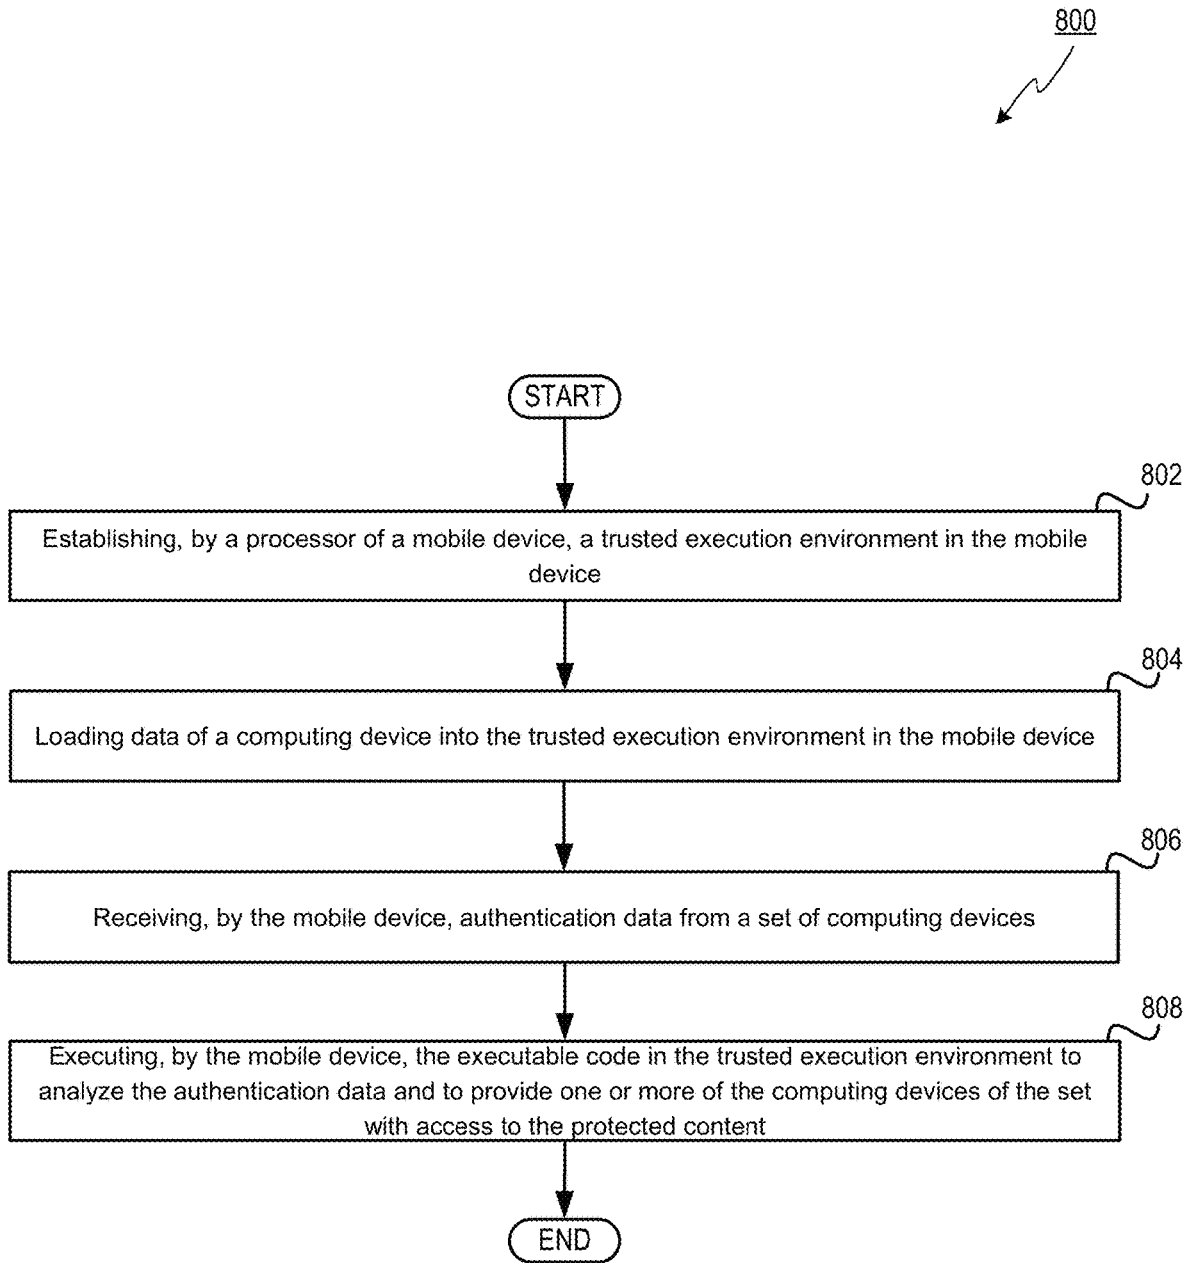 800
START
802
Establishing, by a processor of a mobile device, a trusted execution environment in the mobile
device
804
Loading data of a computing device into the trusted execution environment in the mobile device
806
Receiving, by the mobile device, authentication data from a set of computing devices
808
Executing, by the mobile device, the executable code in the trusted execution environment to
analyze the authentication data and to provide one or more of the computing devices of the set
with access to the protected content
END